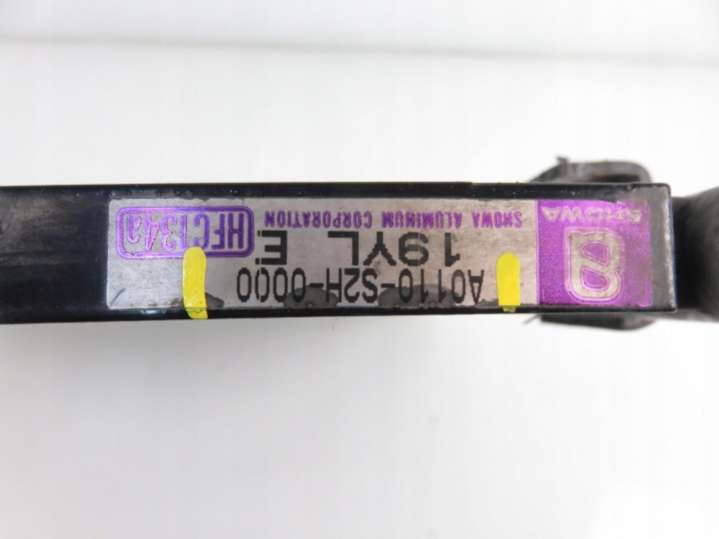 SHOWA
A0110-S2H-0000
19YL E
SHOWA ALUMINUM CORPORATION
HFC134a